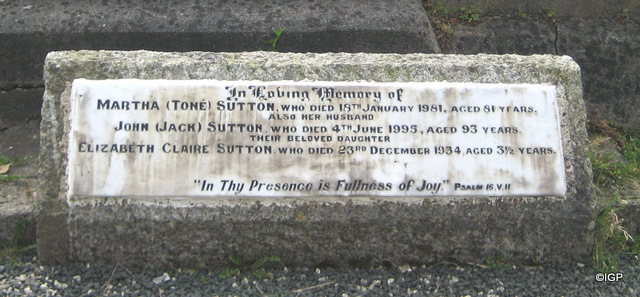 In Loving Memory of
MARTHA (TONÉ) SUTTON, WHO DIED 18TH JANUARY 1981, AGED 81 YEARS.
ALSO HER HUSBAND
JOHN (JACK) SUTTON, WHO DIED 4TH JUNE 1995, AGED 93 YEARS.
THEIR BELOVED DAUGHTER
ELIZABETH CLAIRE SUTTON, WHO DIED 23RD DECEMBER 1934, AGED 3½ YEARS.
"IN THY PRESENCE IS FULLNESS OF JOY." PSALM 16.V.11
©IGP